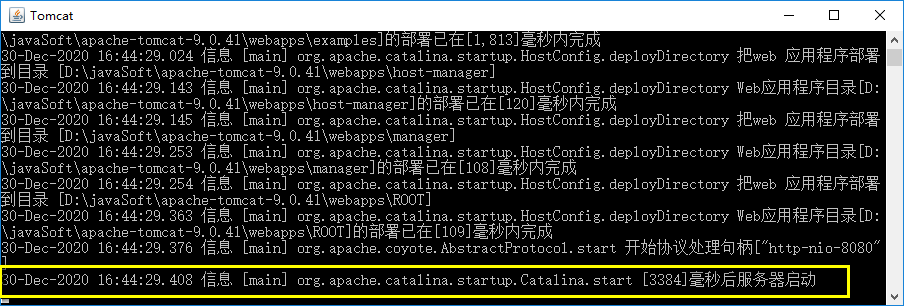 Tomcat
\javaSoft\apache-tomcat-9.0.41\webapps\examples]的部署已在[1,813]毫秒内完成
30-Dec-2020 16:44:29.024 信息 [main] org.apache.catalina.startup.HostConfig.deployDirectory 把web 应用程序部署
到目录 [D:\javaSoft\apache-tomcat-9.0.41\webapps\host-manager]
30-Dec-2020 16:44:29.143 信息 [main] org.apache.catalina.startup.HostConfig.deployDirectory Web应用程序目录[D:
\javaSoft\apache-tomcat-9.0.41\webapps\host-manager]的部署已在[120]毫秒内完成
30-Dec-2020 16:44:29.145 信息 [main] org.apache.catalina.startup.HostConfig.deployDirectory 把web 应用程序部署
到目录 [D:\javaSoft\apache-tomcat-9.0.41\webapps\manager]
30-Dec-2020 16:44:29.253 信息 [main] org.apache.catalina.startup.HostConfig.deployDirectory Web应用程序目录[D:
\javaSoft\apache-tomcat-9.0.41\webapps\manager]的部署已在[108]毫秒内完成
30-Dec-2020 16:44:29.254 信息 [main] org.apache.catalina.startup.HostConfig.deployDirectory 把web 应用程序部署
到目录 [D:\javaSoft\apache-tomcat-9.0.41\webapps\ROOT]
30-Dec-2020 16:44:29.363 信息 [main] org.apache.catalina.startup.HostConfig.deployDirectory Web应用程序目录[D:
\javaSoft\apache-tomcat-9.0.41\webapps\ROOT]的部署已在[109]毫秒内完成
30-Dec-2020 16:44:29.376 信息 [main] org.apache.coyote.AbstractProtocol.start 开始协议处理句柄["http-nio-8080"
]
30-Dec-2020 16:44:29.408 信息 [main] org.apache.catalina.startup.Catalina.start [3384]毫秒后服务器启动